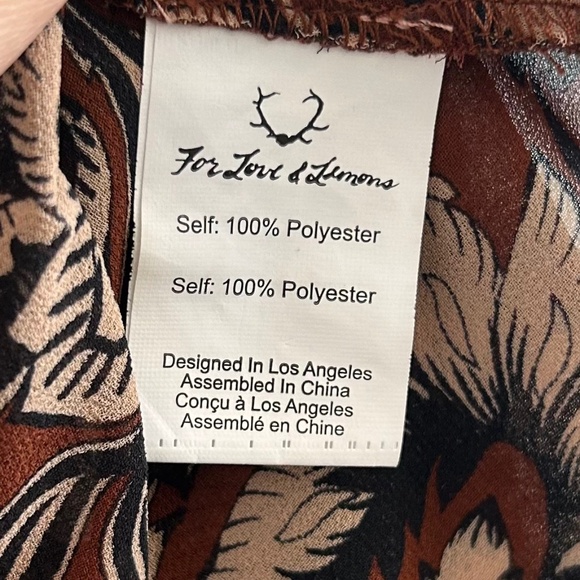 For Love & Lemons
Self: 100% Polyester
Self: 100% Polyester
Designed In Los Angeles
Assembled In China
Conçu à Los Angeles
Assemblé en Chine